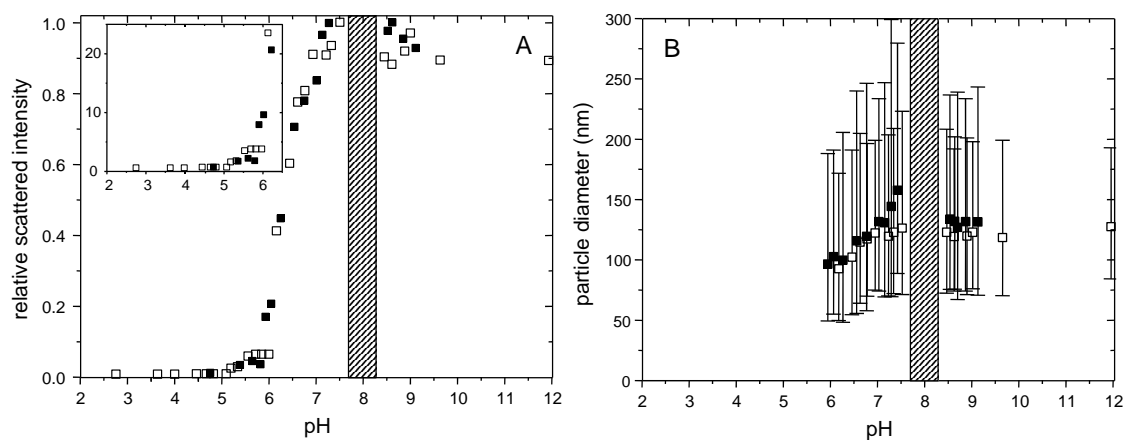 A
relative scattered intensity
1.0
0.8
0.6
0.4
0.2
0.0
2 3 4 5 6 7 8 9 10 11 12
pH
20
10
0
2 3 4 5 6
B
particle diameter (nm)
300
250
200
150
100
50
0
2 3 4 5 6 7 8 9 10 11 12
pH